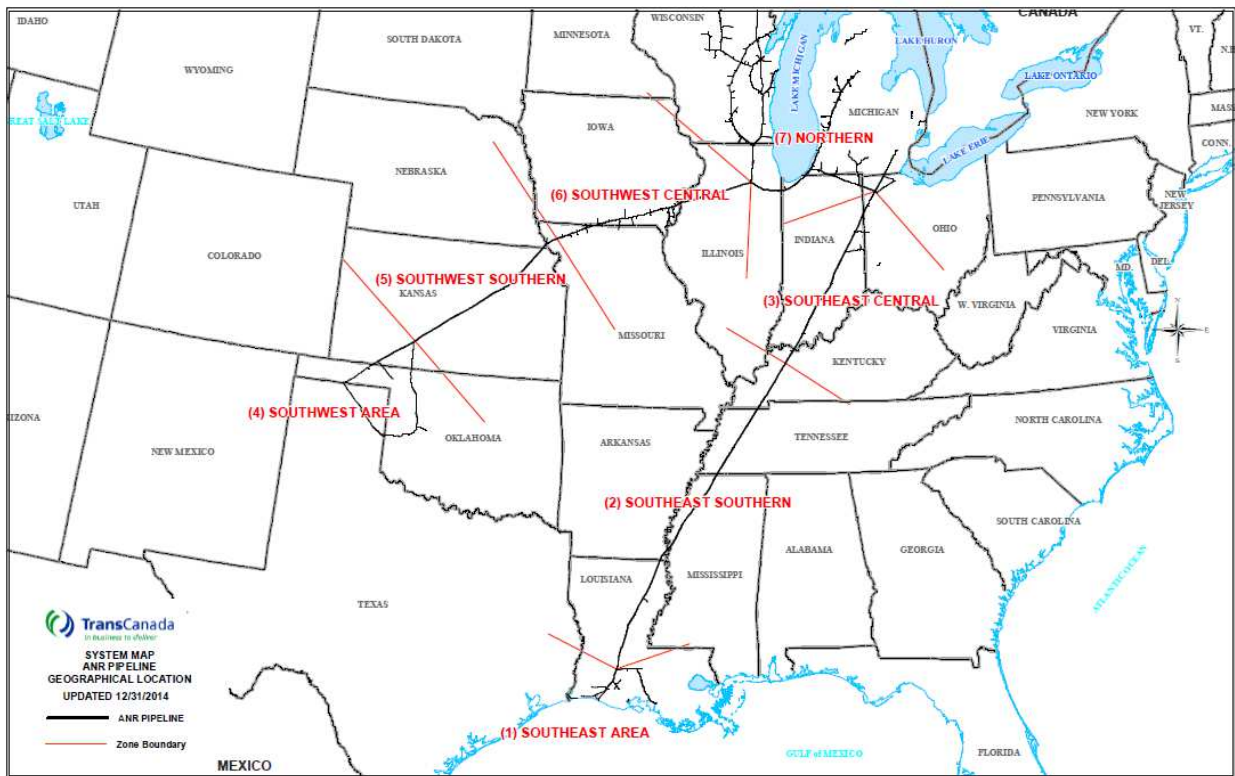 IDAHO
WYOMING
SOUTH DAKOTA
MINNESOTA
WISCONSIN
CANADA
LAKE HURON
VT.
N.H
LAKE MICHIGAN
MICHIGAN
LAKE ONTARIO
NEW YORK
MASS
CONN.
REAT SALT LAKE
IOWA
(7) NORTHERN
LAKE ERIE
NEBRASKA
(6) SOUTHWEST CENTRAL
PENNSYLVANIA
NEW
JERSEY
UTAH
COLORADO
ILLINOIS
INDIANA
OHIO
MD.
DEL.
(5) SOUTHWEST SOUTHERN
KANSAS
(3) SOUTHEAST CENTRAL
W. VIRGINIA
VIRGINIA
N
W
E
S
MISSOURI
KENTUCKY
(4) SOUTHWEST AREA
IZONA
NEW MEXICO
OKLAHOMA
ARKANSAS
TENNESSEE
NORTH CAROLINA
(2) SOUTHEAST SOUTHERN
SOUTH CAROLINA
MISSISSIPPI
ALABAMA
GEORGIA
LOUISIANA
TEXAS
ATLANTIC OCEAN
TransCanada
In business to deliver
SYSTEM MAP
ANR PIPELINE
GEOGRAPHICAL LOCATION
UPDATED 12/31/2014
ANR PIPELINE
Zone Boundary
(1) SOUTHEAST AREA
GULF of MEXICO
FLORIDA
MEXICO